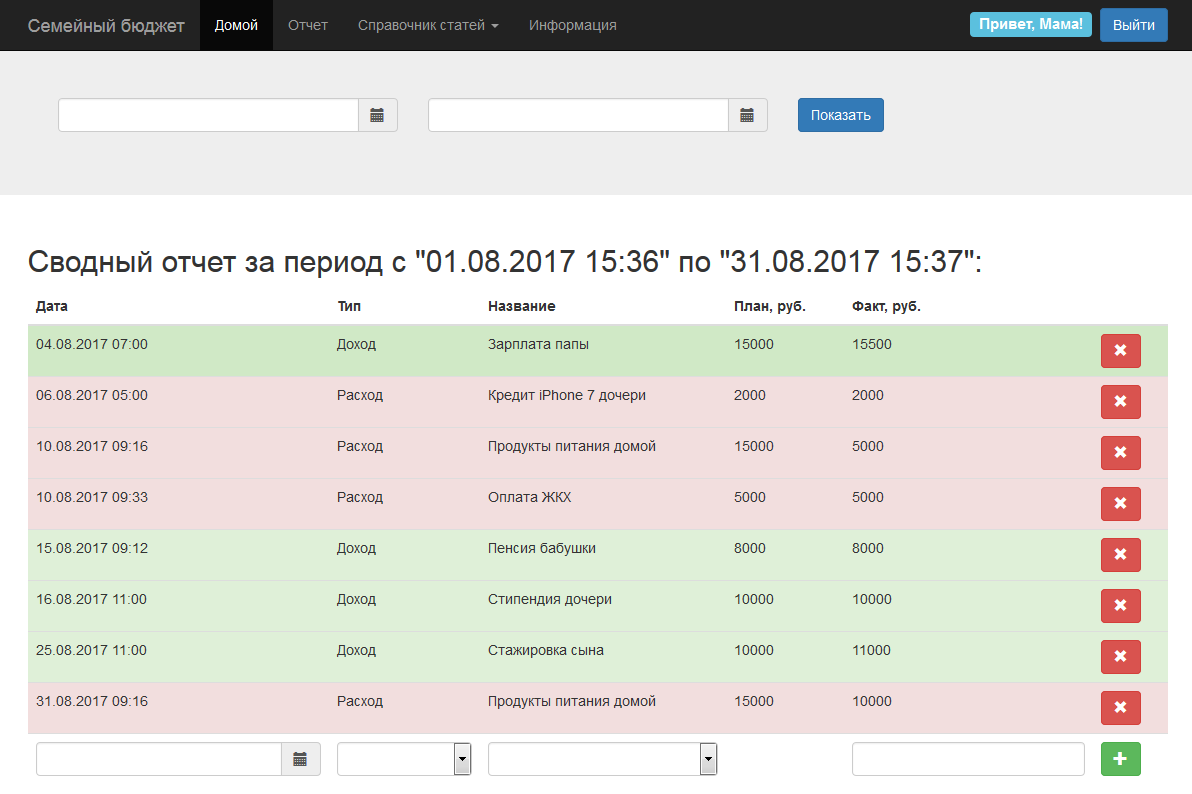 Семейный бюджет Домой Отчет Справочник статей Информация Привет, Мама! Выйти
Показать
Сводный отчет за период с "01.08.2017 15:36" по "31.08.2017 15:37":
Дата Тип Название План, руб. Факт, руб.
04.08.2017 07:00 Доход Зарплата папы 15000 15500
06.08.2017 05:00 Расход Кредит iPhone 7 дочери 2000 2000
10.08.2017 09:16 Расход Продукты питания домой 15000 5000
10.08.2017 09:33 Расход Оплата ЖКХ 5000 5000
15.08.2017 09:12 Доход Пенсия бабушки 8000 8000
16.08.2017 11:00 Доход Стипендия дочери 10000 10000
25.08.2017 11:00 Доход Стажировка сына 10000 11000
31.08.2017 09:16 Расход Продукты питания домой 15000 10000